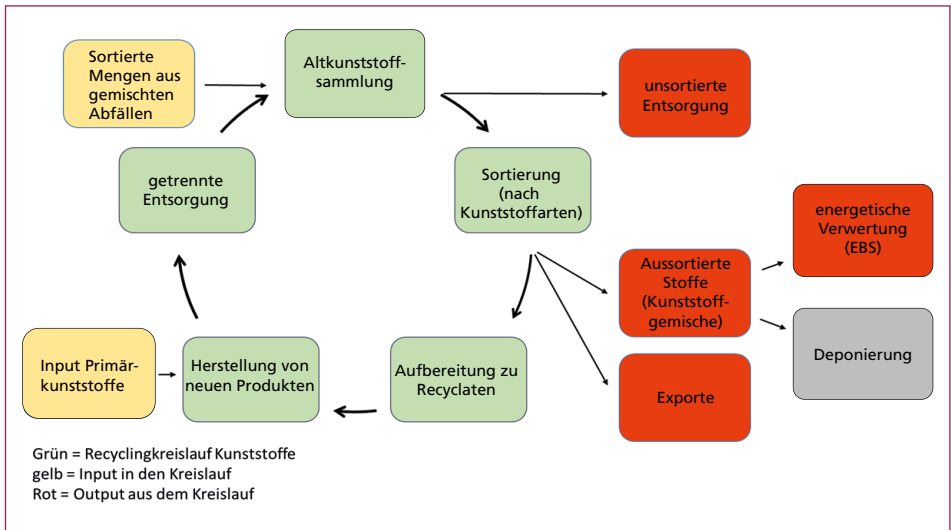 Sortierte
Mengen aus
gemischten
Abfällen
Altkunststoff-
sammlung
unsortierte
Entsorgung
getrennte
Entsorgung
Sortierung
(nach
Kunststoffarten)
energetische
Verwertung
(EBS)
Aussortierte
Stoffe
(Kunststoff-
gemische)
Deponierung
Input Primär-
kunststoffe
Herstellung von
neuen Produkten
Aufbereitung zu
Recyclaten
Exporte
Grün = Recyclingkreislauf Kunststoffe
gelb = Input in den Kreislauf
Rot = Output aus dem Kreislauf